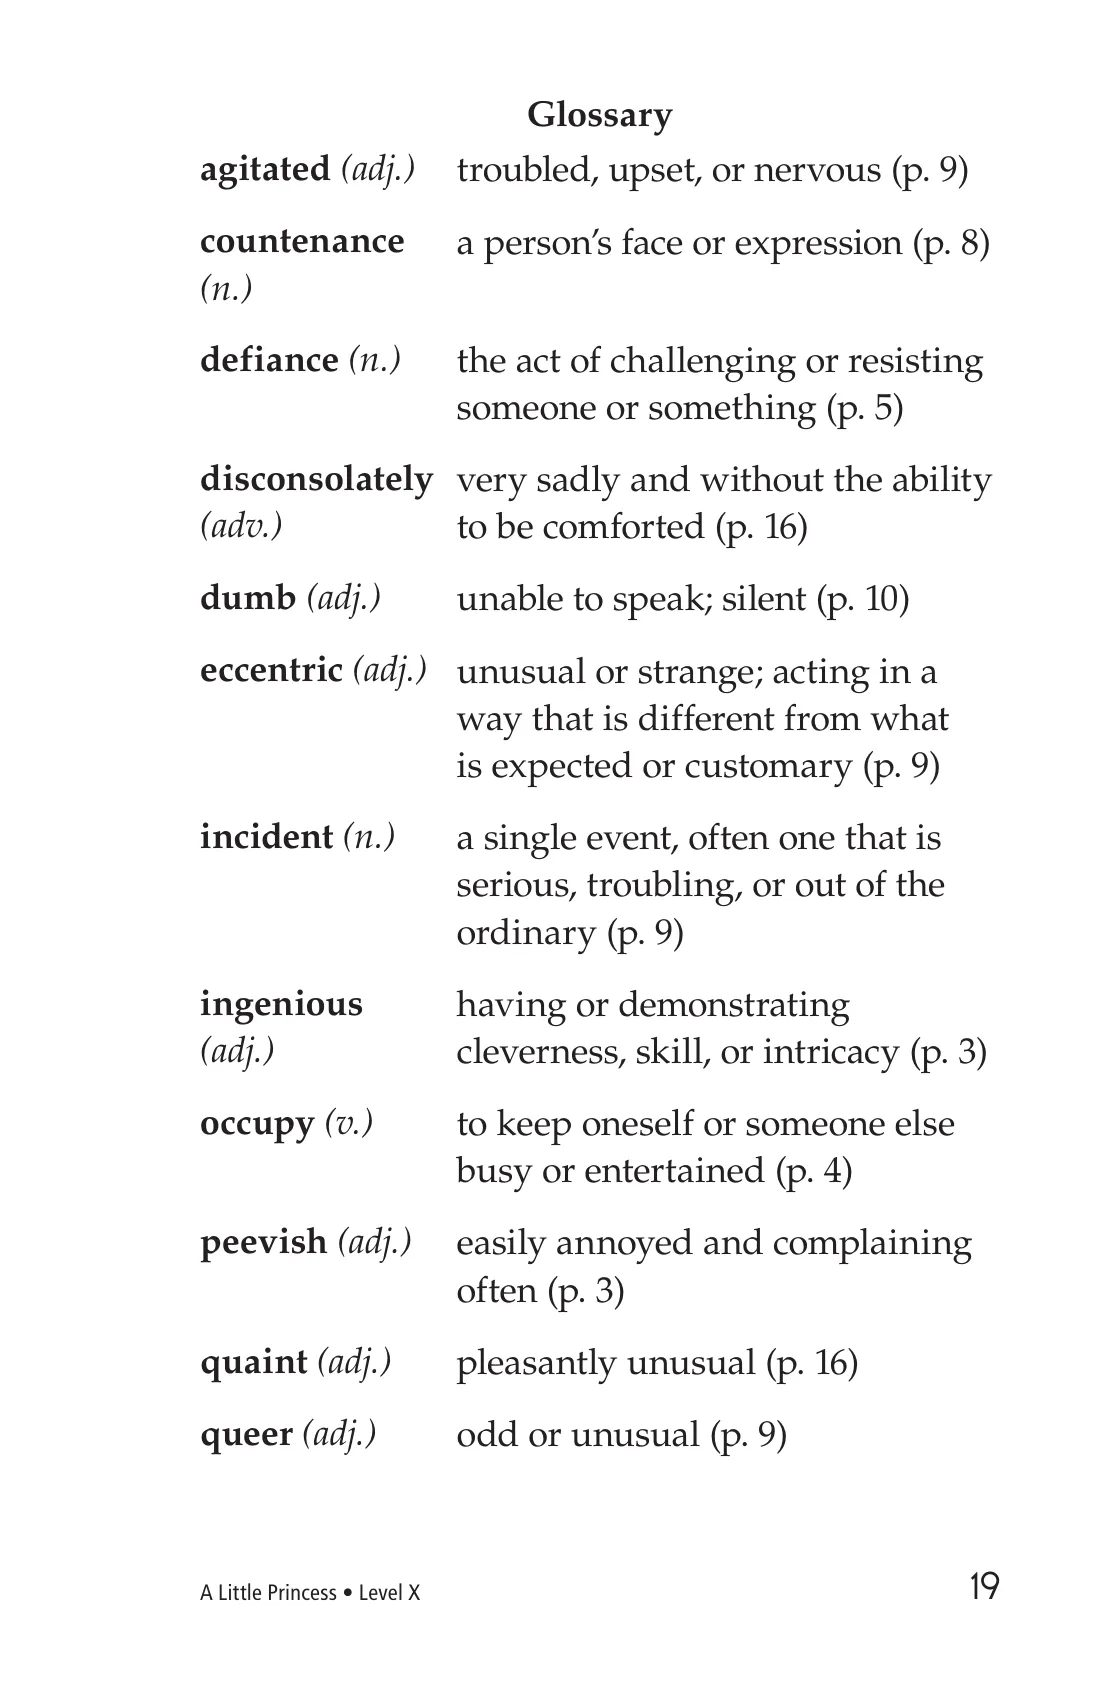 Glossary
agitated (adj.) troubled, upset, or nervous (p. 9)
countenance a person’s face or expression (p. 8)
(n.)
defiance (n.) the act of challenging or resisting
someone or something (p. 5)
disconsolately very sadly and without the ability
(adv.) to be comforted (p. 16)
dumb (adj.) unable to speak; silent (p. 10)
eccentric (adj.) unusual or strange; acting in a
way that is different from what
is expected or customary (p. 9)
incident (n.) a single event, often one that is
serious, troubling, or out of the
ordinary (p. 9)
ingenious having or demonstrating
(adj.) cleverness, skill, or intricacy (p. 3)
occupy (v.) to keep oneself or someone else
busy or entertained (p. 4)
peevish (adj.) easily annoyed and complaining
often (p. 3)
quaint (adj.) pleasantly unusual (p. 16)
queer (adj.) odd or unusual (p. 9)
A Little Princess • Level X 19